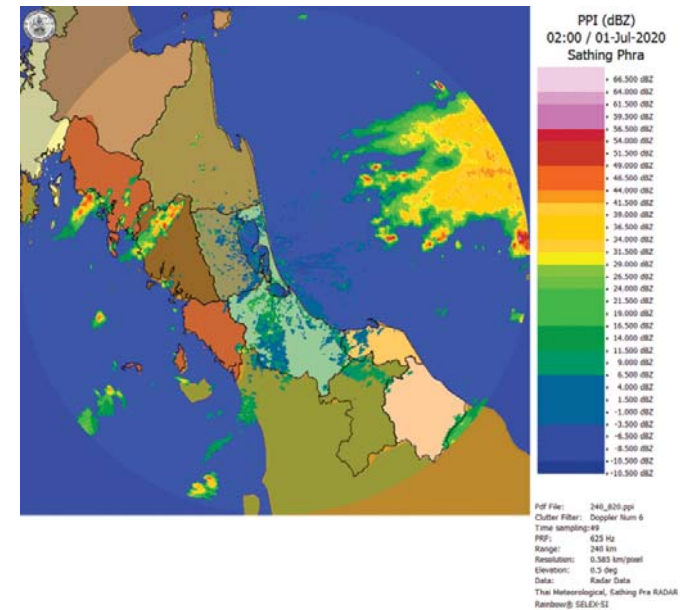 PPI (dBZ)
02:00 / 01-Jul-2020
Sathing Phra
66.500 dBZ
64.000 dBZ
61.500 dBZ
59.500 dBZ
56.500 dBZ
54.000 dBZ
51.500 dBZ
49.000 dBZ
46.500 dBZ
44.000 dBZ
41.500 dBZ
39.000 dBZ
36.500 dBZ
34.000 dBZ
31.500 dBZ
29.000 dBZ
26.500 dBZ
24.000 dBZ
21.500 dBZ
19.000 dBZ
16.500 dBZ
14.000 dBZ
11.500 dBZ
9.000 dBZ
6.500 dBZ
4.000 dBZ
1.500 dBZ
-1.000 dBZ
-3.500 dBZ
-6.500 dBZ
-8.500 dBZ
-10.500 dBZ
-10.500 dBZ
Pdf File: 240_820.ppi
Clutter Filter: Doppler Num 6
Time sampling:49
PRF: 625 Hz
Range: 240 km
Resolution: 0.585 km/pixel
Elevation: 0.5 deg
Data: Radar Data
Thai Meteorological, Sathing Pra RADAR
Rainbow® SELEX-SI